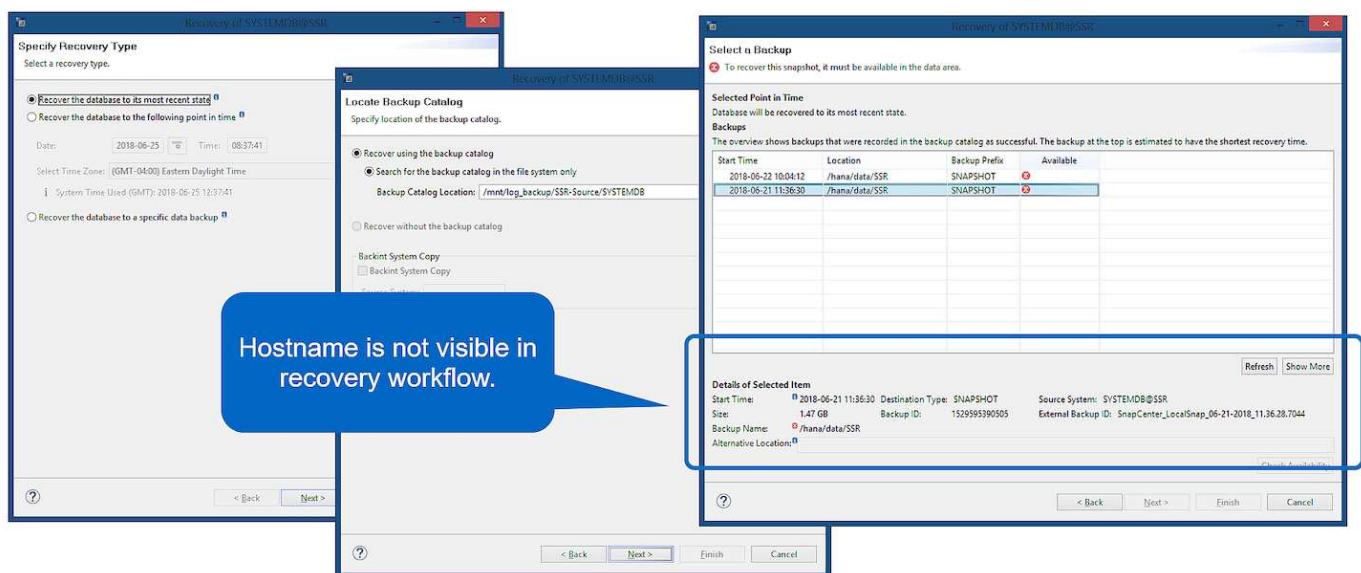 Recovery of SYSTEMDB@SSR
Specify Recovery Type
Select a recovery type.
Recover the database to its most recent state
Recover the database to the following point in time
Date: 2018-06-25 Time: 08:37:41
Select Time Zone: (GMT-04:00) Eastern Daylight Time
System Time Used (GMT): 2018-06-25 12:37:41
Recover the database to a specific data backup
< Back Next >
Recovery of SYSTEMDB@SSR
Locate Backup Catalog
Specify location of the backup catalog.
Recover using the backup catalog
Search for the backup catalog in the file system only
Backup Catalog Location: /mnt/log_backup/SSR-Source/SYSTEMDB
Recover without the backup catalog
Backint System Copy
Backint System Copy
Hostname is not visible in
recovery workflow.
< Back Next > Finish Cancel
Recovery of SYSTEMDB@SSR
Select a Backup
To recover this snapshot, it must be available in the data area.
Selected Point in Time
Database will be recovered to its most recent state.
Backups
The overview shows backups that were recorded in the backup catalog as successful. The backup at the top is estimated to have the shortest recovery time.
Start Time Location Backup Prefix Available
2018-06-22 10:04:12 /hana/data/SSR SNAPSHOT
2018-06-21 11:36:30 /hana/data/SSR SNAPSHOT
Refresh Show More
Details of Selected Item
Start Time: 2018-06-21 11:36:30 Destination Type: SNAPSHOT Source System: SYSTEMDB@SSR
Size: 1.47 GB Backup ID: 1529595390505 External Backup ID: SnapCenter_LocalSnap_06-21-2018_11.36.28.7044
Backup Name: /hana/data/SSR
Alternative Location:
Check Availability
< Back Next > Finish Cancel